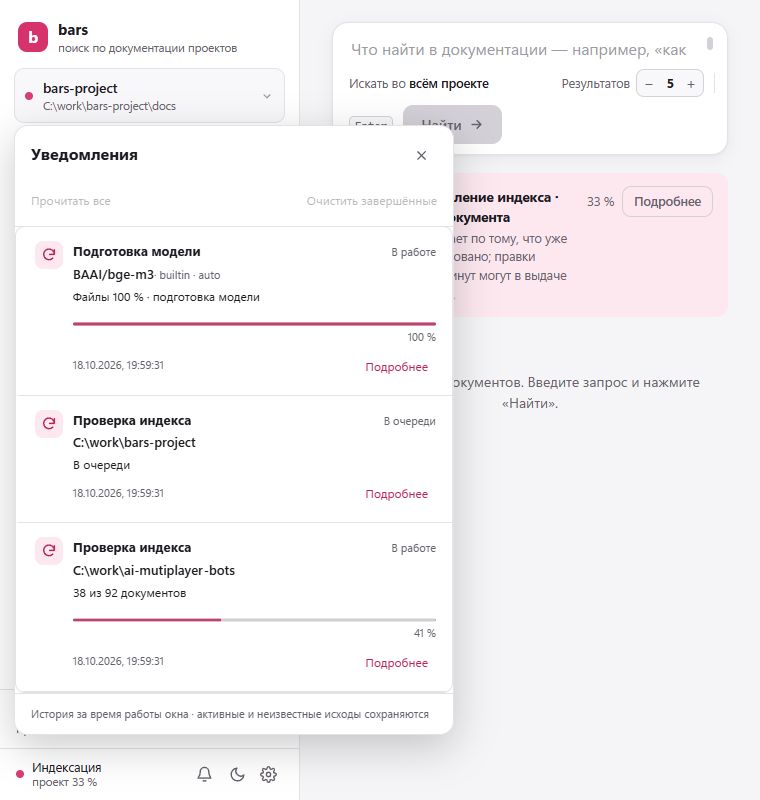 b
bars
поиск по документации проектов
bars-project
C:\work\bars-project\docs
Что найти в документации — например, «как
Искать во всём проекте
Результатов
− 5 +
Найти →
ление индекса ·
окумента
33 %
Подробнее
ает по тому, что уже
овано; правки
инут могут в выдаче
окументов. Введите запрос и нажмите
«Найти».
Уведомления
Прочитать все
Очистить завершённые
Подготовка модели
В работе
BAAI/bge-m3 · builtin · auto
Файлы 100 % · подготовка модели
100 %
18.10.2026, 19:59:31
Подробнее
Проверка индекса
В очереди
C:\work\bars-project
В очереди
18.10.2026, 19:59:31
Подробнее
Проверка индекса
В работе
C:\work\ai-mutiplayer-bots
38 из 92 документов
41 %
18.10.2026, 19:59:31
Подробнее
История за время работы окна · активные и неизвестные исходы сохраняются
Индексация
проект 33 %